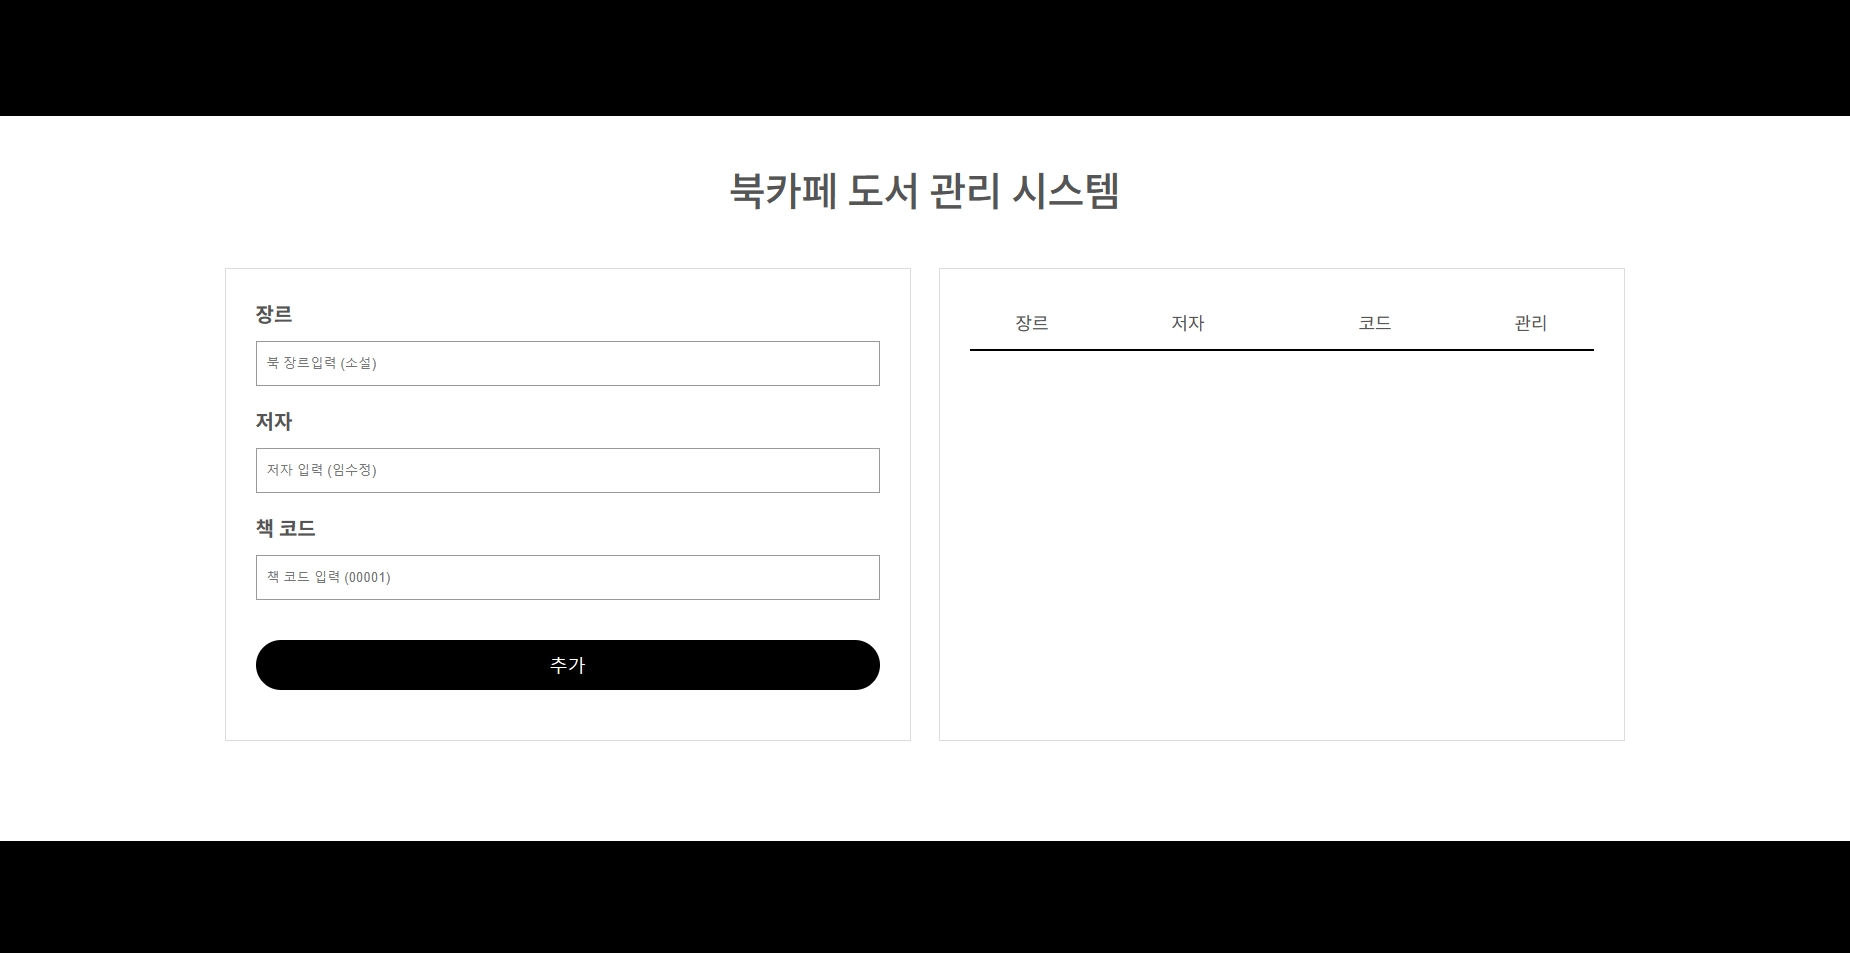 북카페 도서 관리 시스템
장르
북 장르입력 (소설)
저자
저자 입력 (임수정)
책 코드
책 코드 입력 (00001)
추가
장르 저자 코드 관리